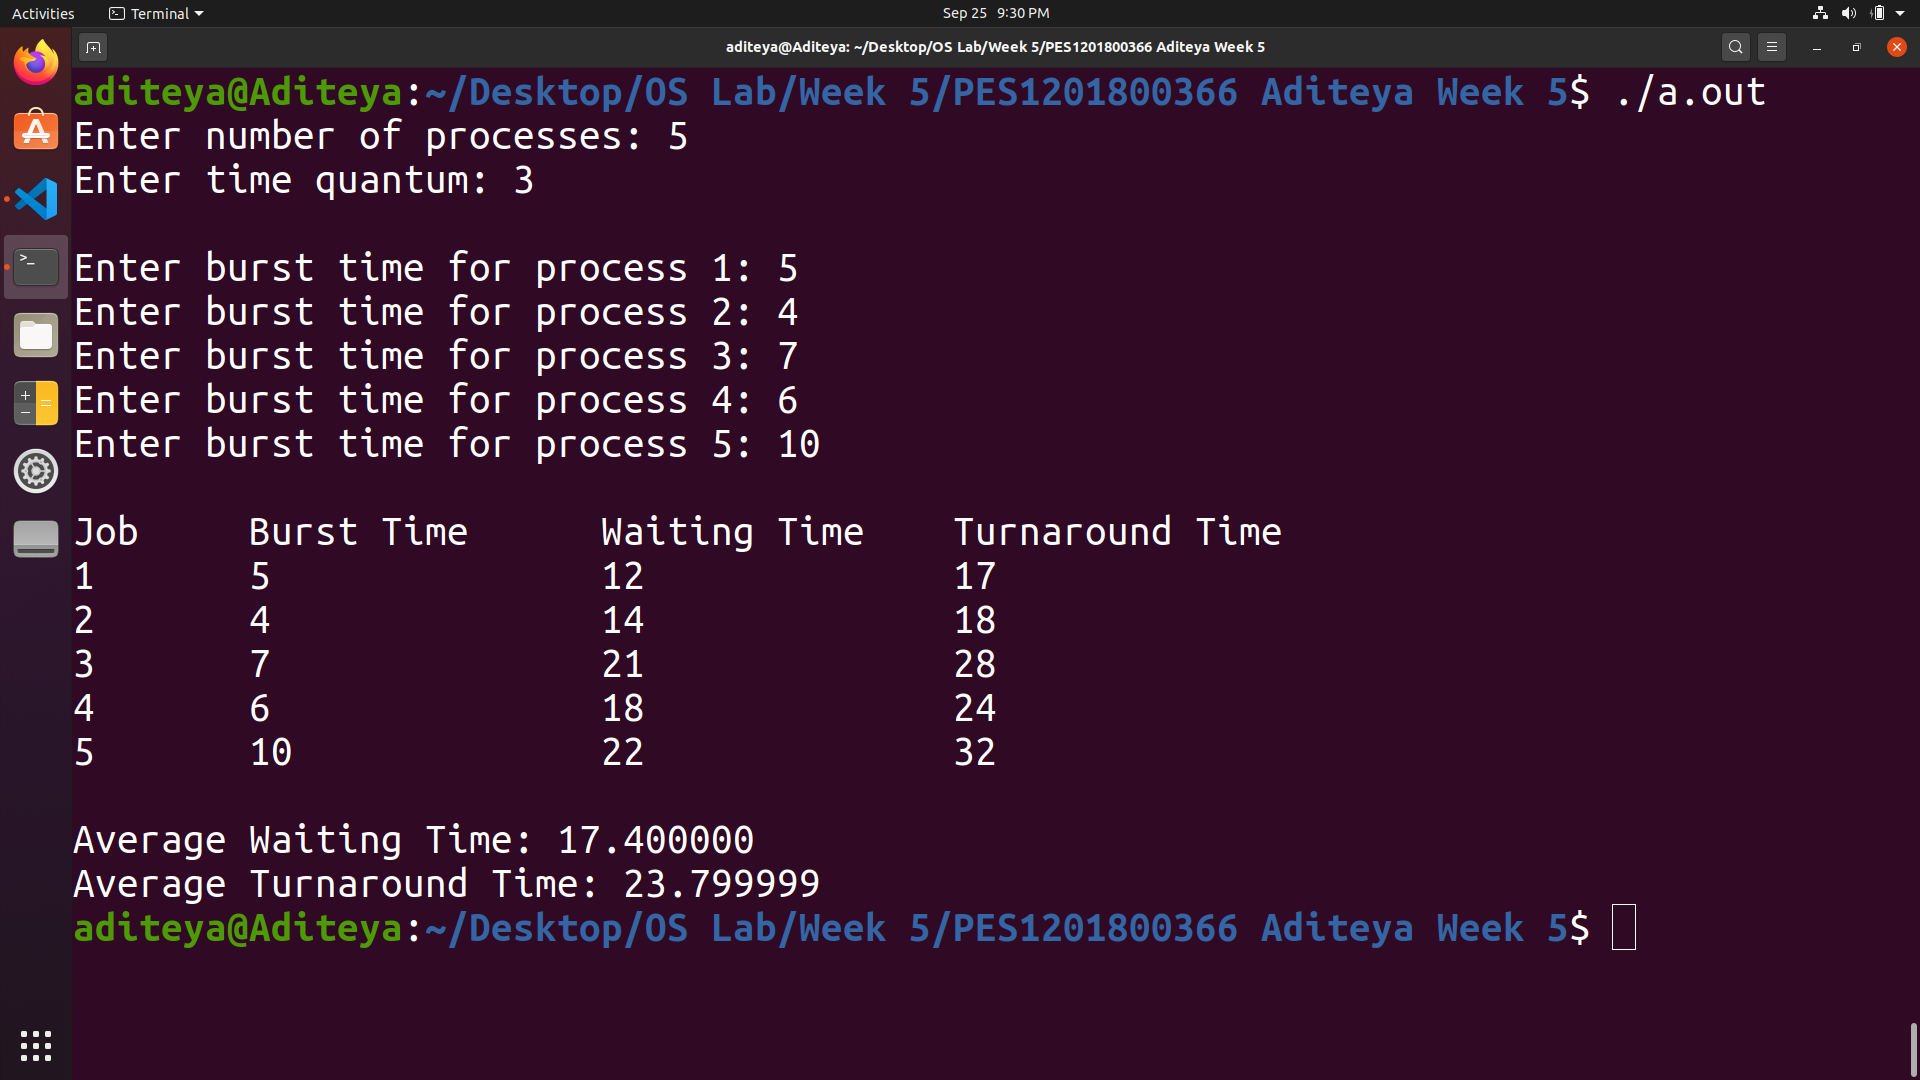 Activities Terminal Sep 25 9:30 PM
aditeya@Aditeya: ~/Desktop/OS Lab/Week 5/PES1201800366 Aditeya Week 5
aditeya@Aditeya:~/Desktop/OS Lab/Week 5/PES1201800366 Aditeya Week 5$ ./a.out
Enter number of processes: 5
Enter time quantum: 3
Enter burst time for process 1: 5
Enter burst time for process 2: 4
Enter burst time for process 3: 7
Enter burst time for process 4: 6
Enter burst time for process 5: 10
Job Burst Time Waiting Time Turnaround Time
1 5 12 17
2 4 14 18
3 7 21 28
4 6 18 24
5 10 22 32
Average Waiting Time: 17.400000
Average Turnaround Time: 23.799999
aditeya@Aditeya:~/Desktop/OS Lab/Week 5/PES1201800366 Aditeya Week 5$